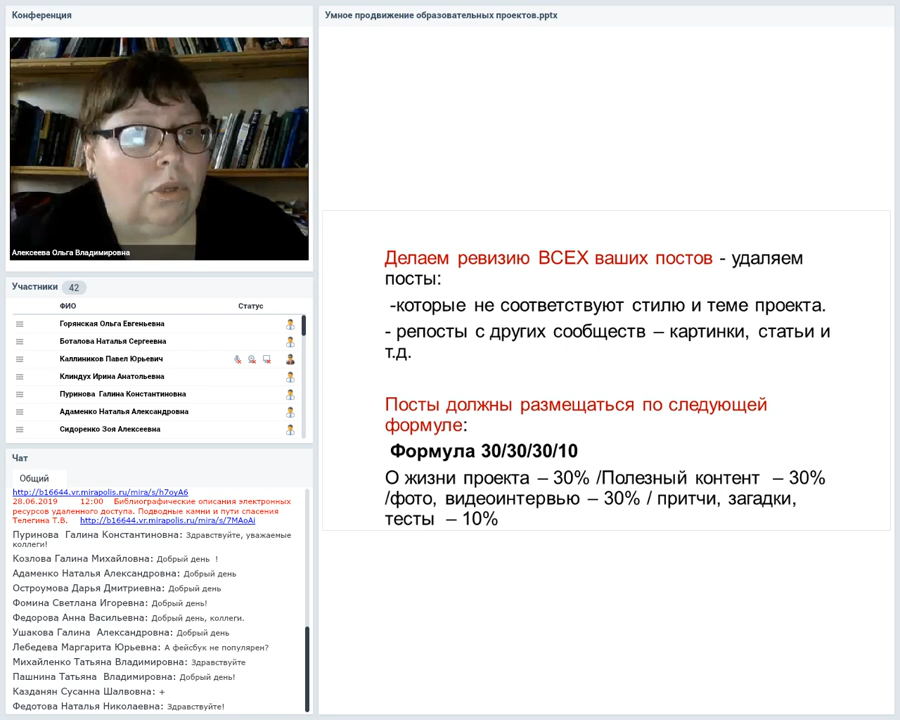 Конференция
Алексеева Ольга Владимировна
Участники 42
ФИО Статус
Горянская Ольга Евгеньевна
Боталова Наталья Сергеевна
Каллиников Павел Юрьевич
Клиндух Ирина Анатольевна
Пуринова Галина Константиновна
Адаменко Наталья Александровна
Сидоренко Зоя Алексеевна
Чат
Общий
http://b16644.vr.mirapolis.ru/mira/s/h7oyA6
28.06.2019 12:00 Библиографические описания электронных
ресурсов удаленного доступа. Подводные камни и пути спасения
Телегина Т.В. http://b16644.vr.mirapolis.ru/mira/s/7MAoAi
Пуринова Галина Константиновна: Здравствуйте, уважаемые
коллеги!
Козлова Галина Михайловна: Добрый день !
Адаменко Наталья Александровна: Добрый день
Остроумова Дарья Дмитриевна: Добрый день
Фомина Светлана Игоревна: Добрый день!
Федорова Анна Васильевна: Добрый день, коллеги.
Ушакова Галина Александровна: Добрый день
Лебедева Маргарита Юрьевна: А фейсбук не популярен?
Михайленко Татьяна Владимировна: Здравствуйте
Пашнина Татьяна Владимировна: Добрый день!
Казданян Сусанна Шалвовна: +
Федотова Наталья Николаевна: Здравствуйте!
Умное продвижение образовательных проектов.pptx
Делаем ревизию ВСЕХ ваших постов - удаляем
посты:
-которые не соответствуют стилю и теме проекта.
- репосты с других сообществ – картинки, статьи и
т.д.
Посты должны размещаться по следующей
формуле:
Формула 30/30/30/10
О жизни проекта – 30% /Полезный контент – 30%
/фото, видеоинтервью – 30% / притчи, загадки,
тесты – 10%